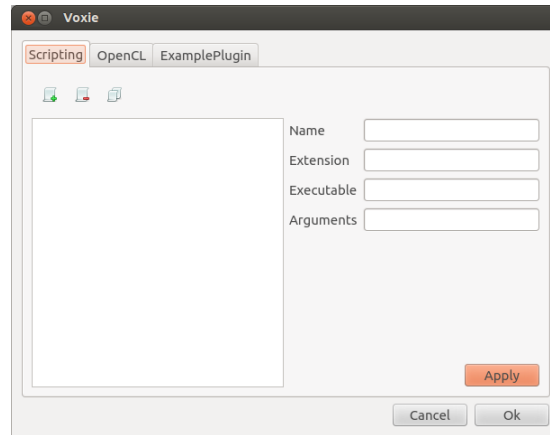 Voxie
Scripting OpenCL ExamplePlugin
Name
Extension
Executable
Arguments
Apply
Cancel Ok